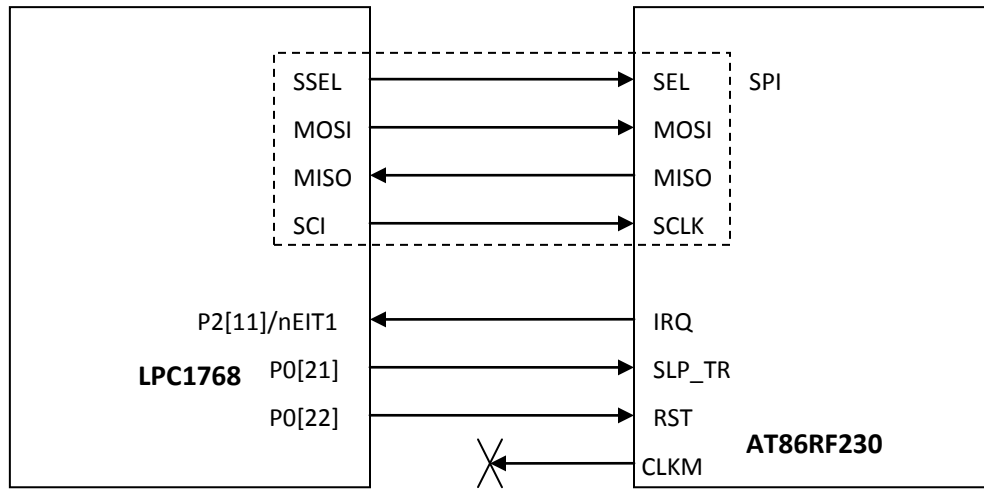 SSEL SEL SPI
MOSI MOSI
MISO MISO
SCI SCLK
P2[11]/nEIT1 IRQ
LPC1768 P0[21] SLP_TR
P0[22] RST
AT86RF230
CLKM